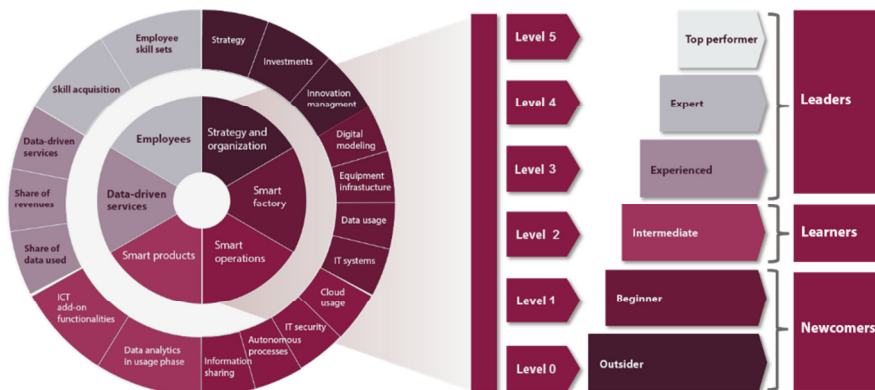 Strategy
Investments
Innovation
managment
Digital
modeling
Equipment
infrastucture
Data usage
IT systems
Cloud
usage
IT security
Autonomous
processes
Information
sharing
Data analytics
in usage phase
ICT
add-on
functionalities
Share of
data used
Share of
revenues
Data-driven
services
Skill acquisition
Employee
skill sets
Strategy and
organization
Smart
factory
Smart
operations
Smart products
Data-driven
services
Employees
Level 5
Top performer
Level 4
Expert
Leaders
Level 3
Experienced
Level 2
Intermediate
Learners
Level 1
Beginner
Newcomers
Level 0
Outsider